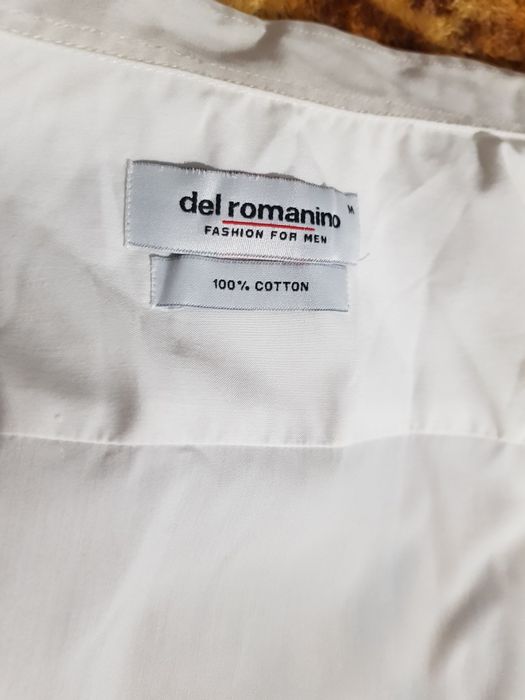 del romanino M
FASHION FOR MEN
100% COTTON